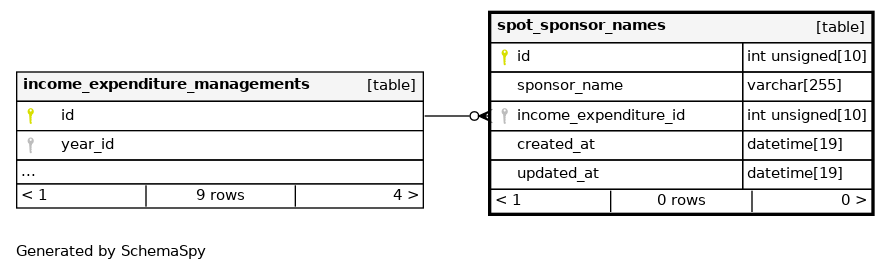 income_expenditure_managements [table]
id
year_id
...
< 1 9 rows 4 >
spot_sponsor_names [table]
id int unsigned[10]
sponsor_name varchar[255]
income_expenditure_id int unsigned[10]
created_at datetime[19]
updated_at datetime[19]
< 1 0 rows 0 >
Generated by SchemaSpy